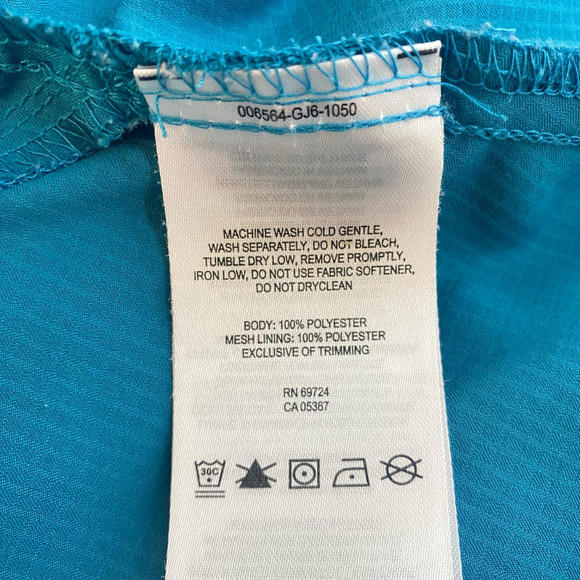 006564-GJ6-1050
MACHINE WASH COLD GENTLE,
WASH SEPARATELY, DO NOT BLEACH,
TUMBLE DRY LOW, REMOVE PROMPTLY,
IRON LOW, DO NOT USE FABRIC SOFTENER,
DO NOT DRYCLEAN
BODY: 100% POLYESTER
MESH LINING: 100% POLYESTER
EXCLUSIVE OF TRIMMING
RN 69724
CA 05367
30C